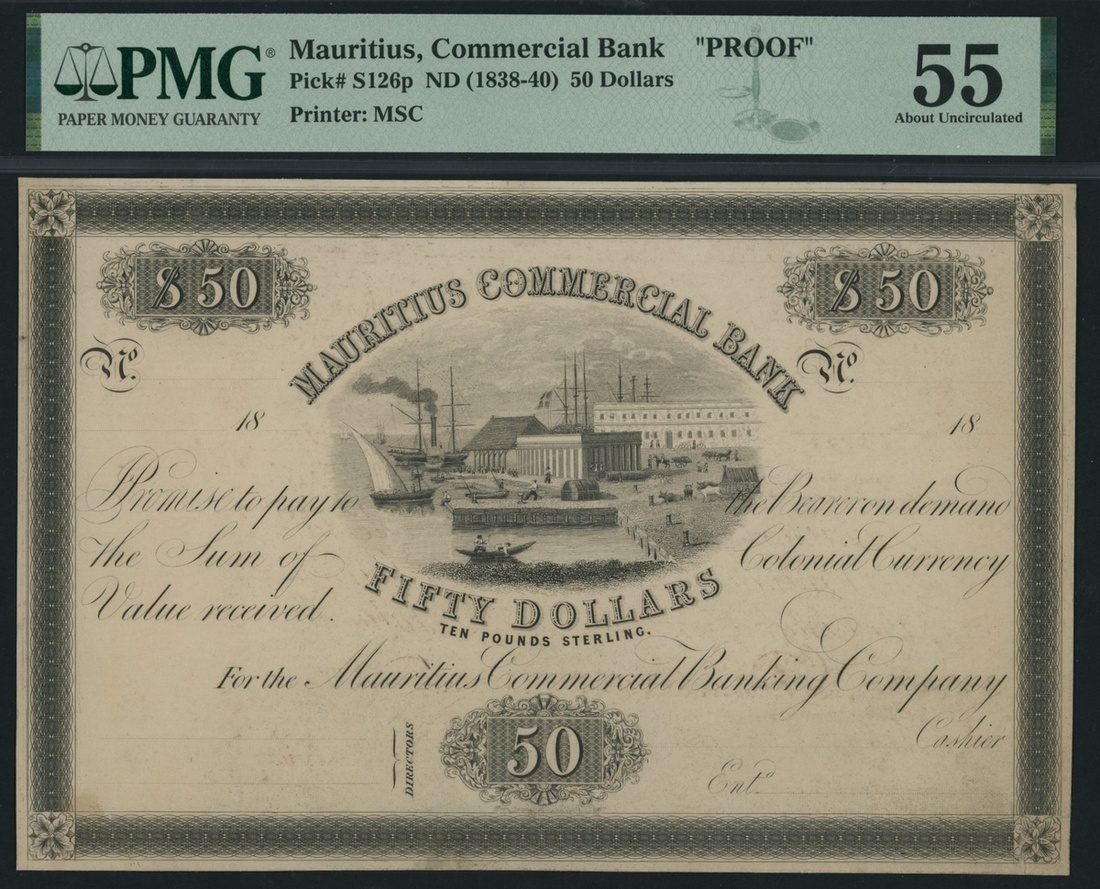 PMG®
PAPER MONEY GUARANTY
Mauritius, Commercial Bank "PROOF"
Pick# S126p ND (1838-40) 50 Dollars
Printer: MSC
55
About Uncirculated
$ 50
$ 50
MAURITIUS COMMERCIAL BANK
No.
No.
18
18
Promise to pay to the Bearer on demand
the Sum of Colonial Currency
Value received.
FIFTY DOLLARS
TEN POUNDS STERLING.
For the Mauritius Commercial Banking Company
Cashier
DIRECTORS
50
Entd